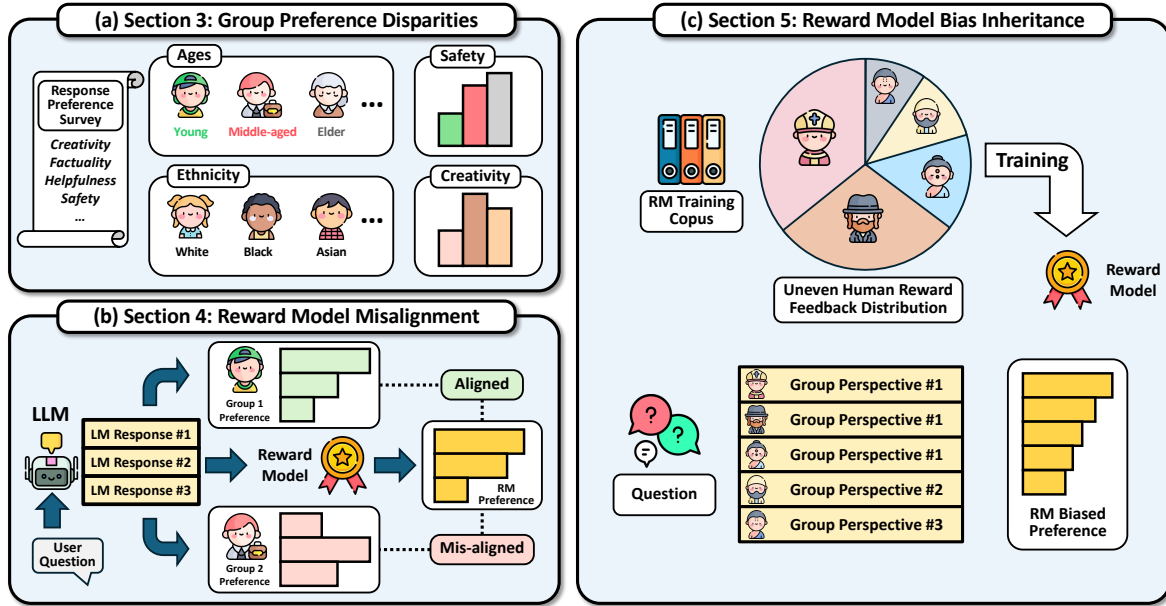 (a) Section 3: Group Preference Disparities
Response
Preference
Survey
Creativity
Factuality
Helpfulness
Safety
...
Ages
Young
Middle-aged
Elder
...
Safety
Ethnicity
White
Black
Asian
...
Creativity
(b) Section 4: Reward Model Misalignment
LLM
User
Question
LM Response #1
LM Response #2
LM Response #3
Group 1
Preference
Reward
Model
Group 2
Preference
Aligned
RM
Preference
Mis-aligned
(c) Section 5: Reward Model Bias Inheritance
RM Training
Copus
Uneven Human Reward
Feedback Distribution
Training
Reward
Model
? ?
Question
Group Perspective #1
Group Perspective #1
Group Perspective #1
Group Perspective #2
Group Perspective #3
RM Biased
Preference